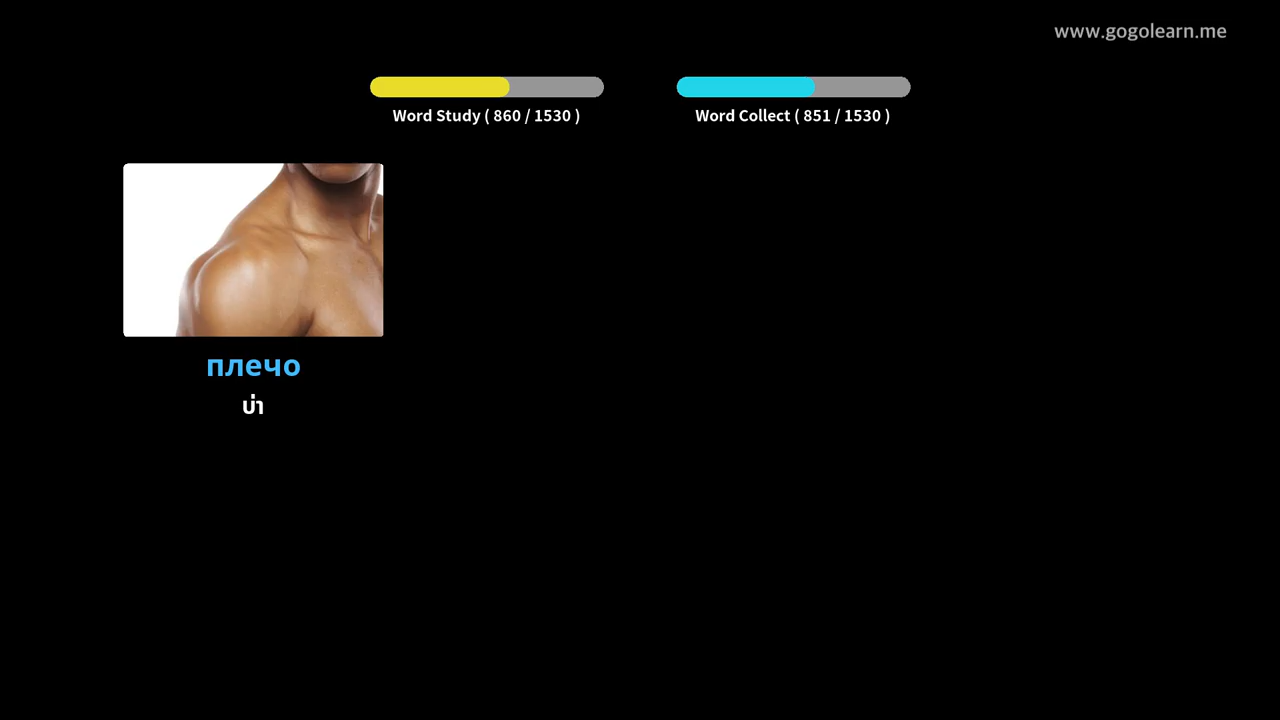 www.gogolearn.me
Word Study ( 860 / 1530 )
Word Collect ( 851 / 1530 )
плечо
บ่า